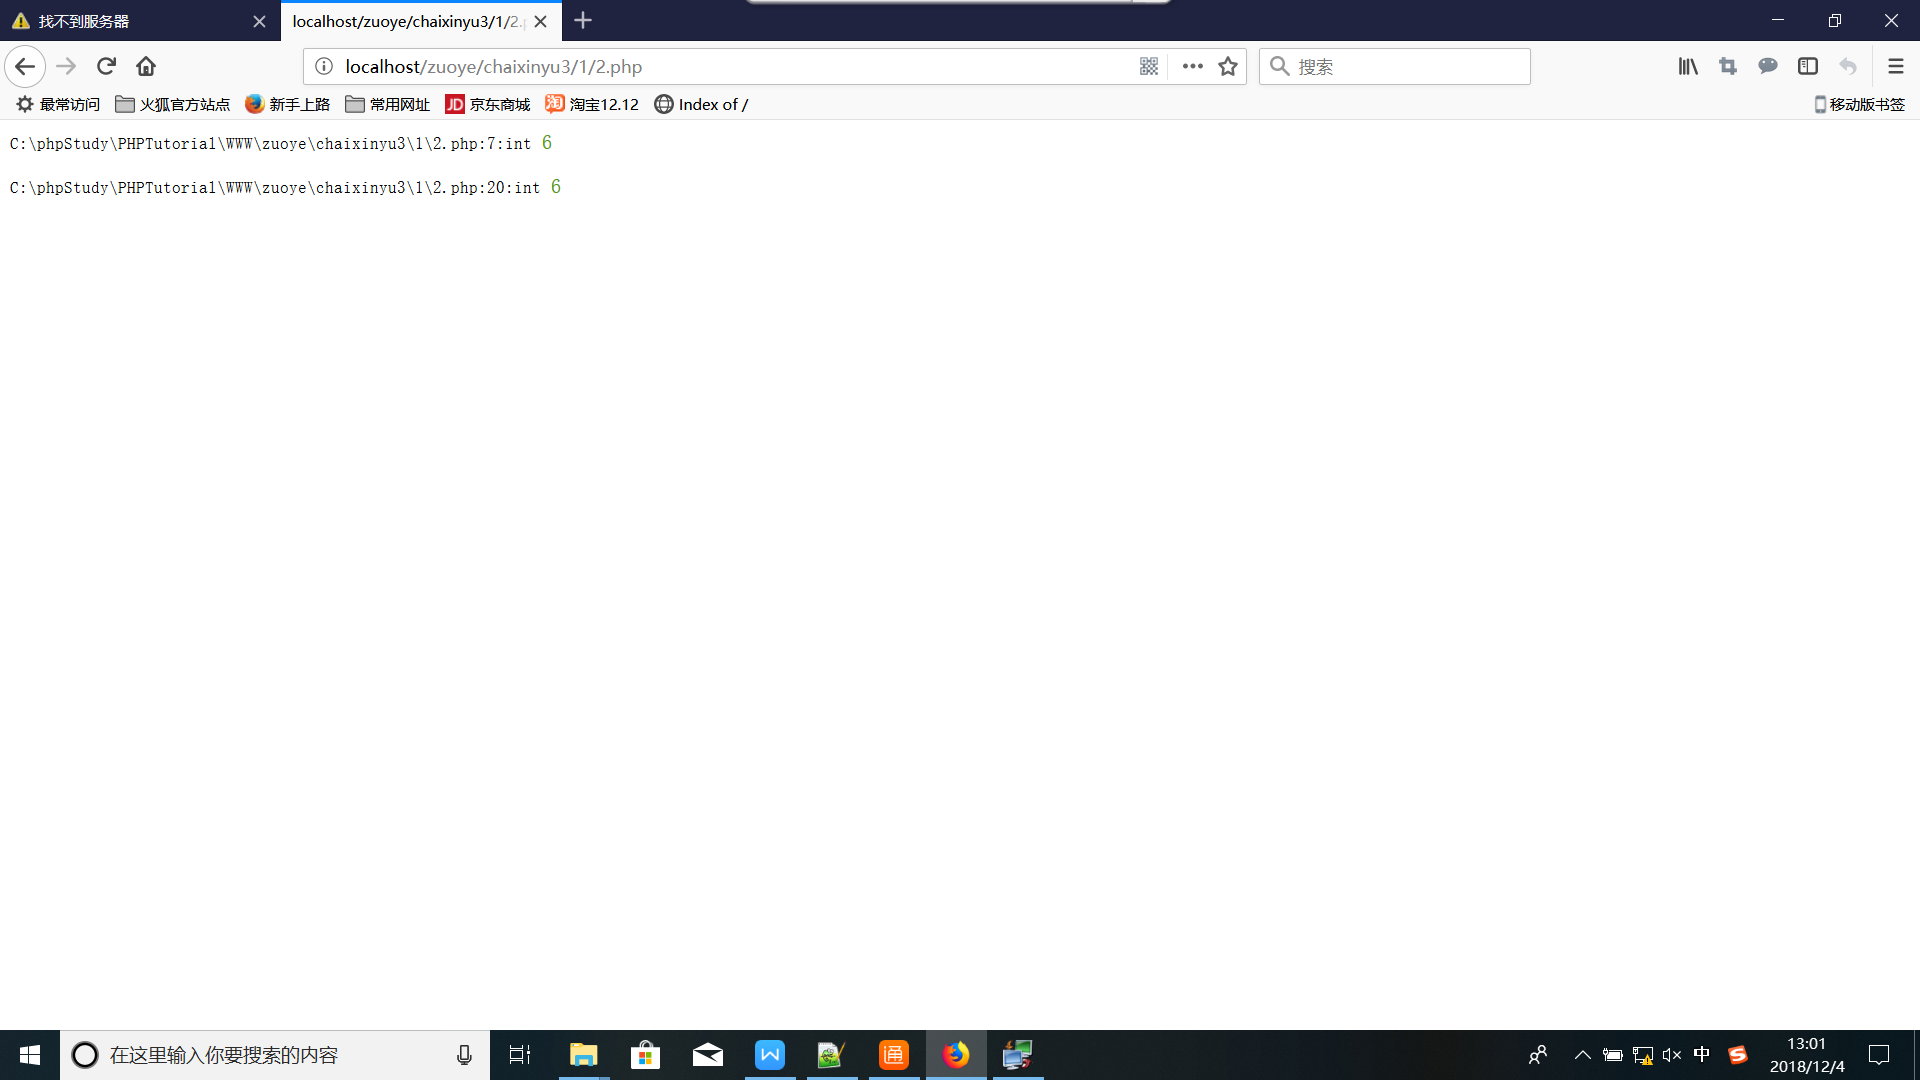 找不到服务器
localhost/zuoye/chaixinyu3/1/2.
localhost/zuoye/chaixinyu3/1/2.php
搜索
最常访问 火狐官方站点 新手上路 常用网址 JD 京东商城 淘 淘宝12.12 Index of / 移动版书签
C:\phpStudy\PHPTutorial\WWW\zuoye\chaixinyu3\1\2.php:7:int 6
C:\phpStudy\PHPTutorial\WWW\zuoye\chaixinyu3\1\2.php:20:int 6
在这里输入你要搜索的内容
通
中
13:01
2018/12/4